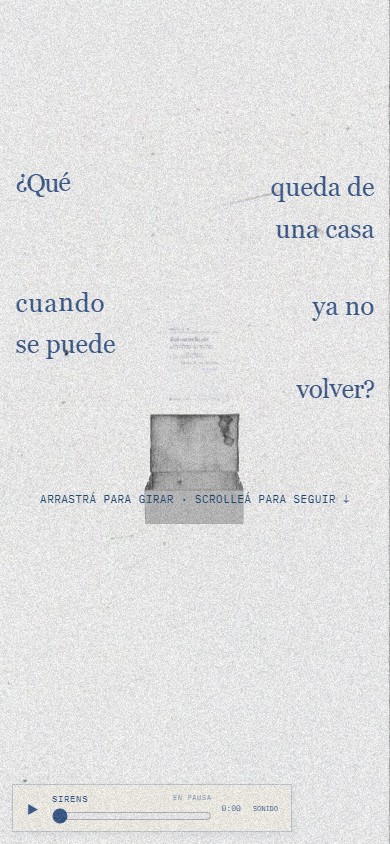 ¿Qué
queda de
una casa
cuando
ya no
se puede
volver?
ARRASTRÁ PARA GIRAR · SCROLLEÁ PARA SEGUIR ↓
SIRENS
EN PAUSA
0:00
SONIDO